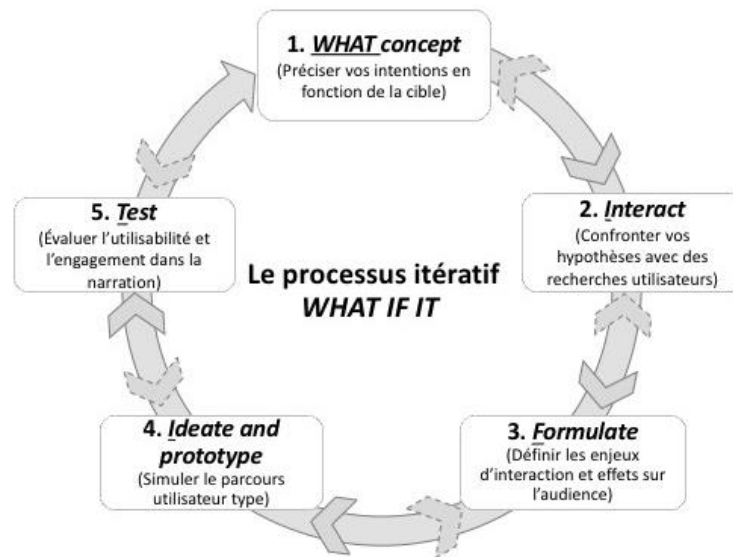 1. WHAT concept
(Préciser vos intentions en
fonction de la cible)
2. Interact
(Confronter vos
hypothèses avec des
recherches utilisateurs)
3. Formulate
(Définir les enjeux
d'interaction et effets sur
l'audience)
4. Ideate and
prototype
(Simuler le parcours
utilisateur type)
5. Test
(Évaluer l'utilisabilité et
l'engagement dans la
narration)
Le processus itératif
WHAT IF IT